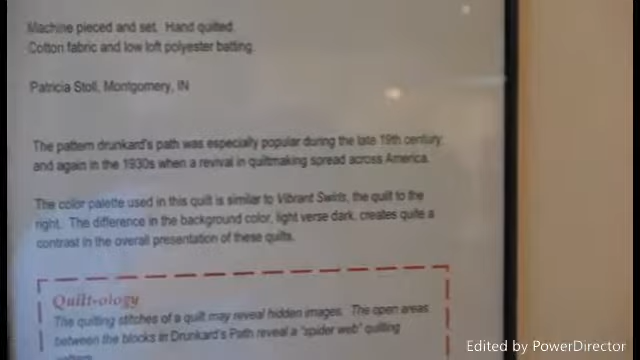 Machine pieced and set. Hand quilted.
Cotton fabric and low loft polyester batting.
Patricia Stoll, Montgomery, IN
The pattern drunkard's path was especially popular during the late 19th century
and again in the 1930s when a revival in quiltmaking spread across America.
The color palette used in this quilt is similar to Vibrant Swirls, the quilt to the
right. The difference in the background color, light verse dark, creates quite a
contrast in the overall presentation of these quilts.
Quilt-ology
The quilting stitches of a quilt may reveal hidden images. The open areas
between the blocks in Drunkard's Path reveal a "spider web" quilting
Edited by PowerDirector